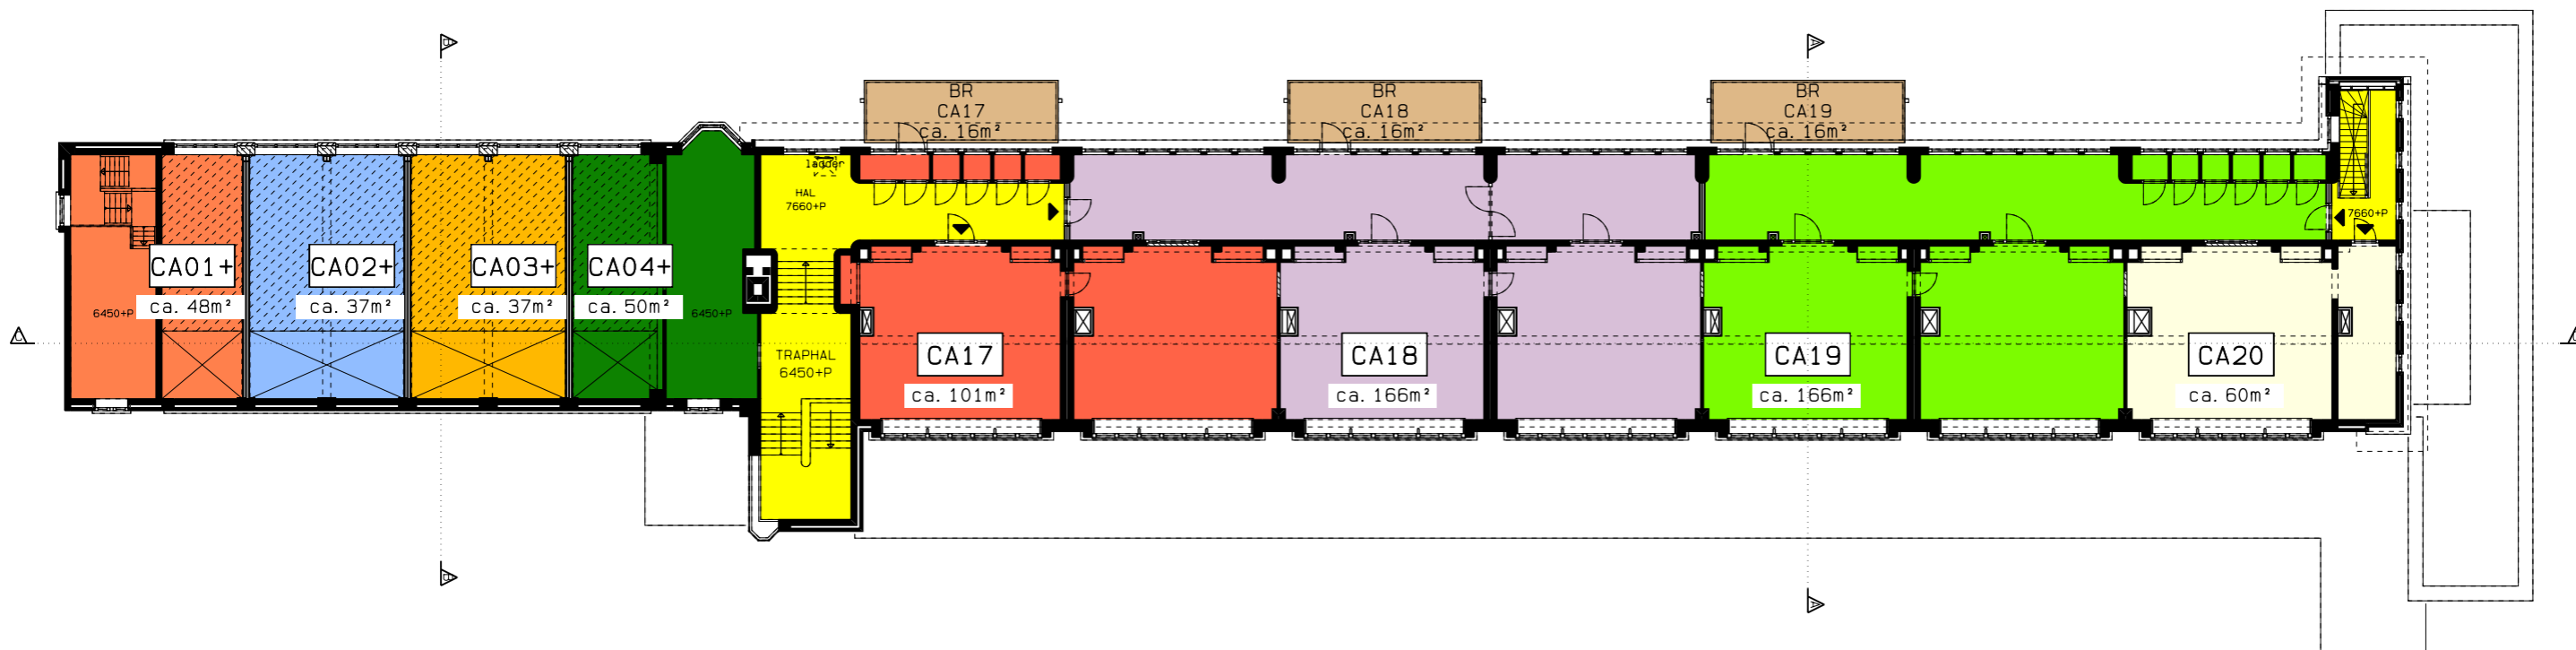 BR
CA17
ca. 16m²
BR
CA18
ca. 16m²
BR
CA19
ca. 16m²
ladder
HAL
7660+P
7660+P
CA01+
ca. 48m²
6450+P
CA02+
ca. 37m²
CA03+
ca. 37m²
CA04+
ca. 50m²
6450+P
TRAPHAL
6450+P
CA17
ca. 101m²
CA18
ca. 166m²
CA19
ca. 166m²
CA20
ca. 60m²